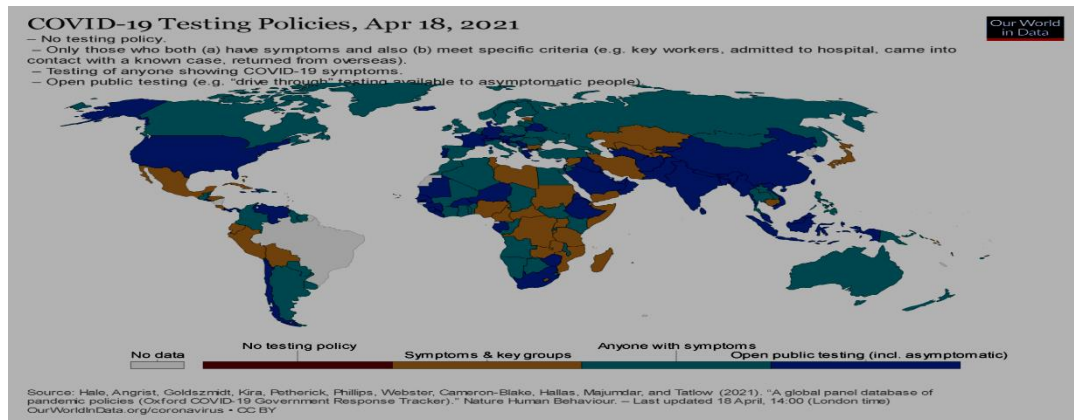 COVID-19 Testing Policies, Apr 18, 2021
Our World
in Data
– No testing policy.
– Only those who both (a) have symptoms and also (b) meet specific criteria (e.g. key workers, admitted to hospital, came into
contact with a known case, returned from overseas).
– Testing of anyone showing COVID-19 symptoms.
– Open public testing (e.g. “drive through” testing available to asymptomatic people)
No data
No testing policy
Symptoms & key groups
Anyone with symptoms
Open public testing (incl. asymptomatic)
Source: Hale, Angrist, Goldszmidt, Kira, Petherick, Phillips, Webster, Cameron-Blake, Hallas, Majumdar, and Tatlow (2021). “A global panel database of
pandemic policies (Oxford COVID-19 Government Response Tracker).” Nature Human Behaviour. – Last updated 18 April, 14:00 (London time)
OurWorldInData.org/coronavirus • CC BY